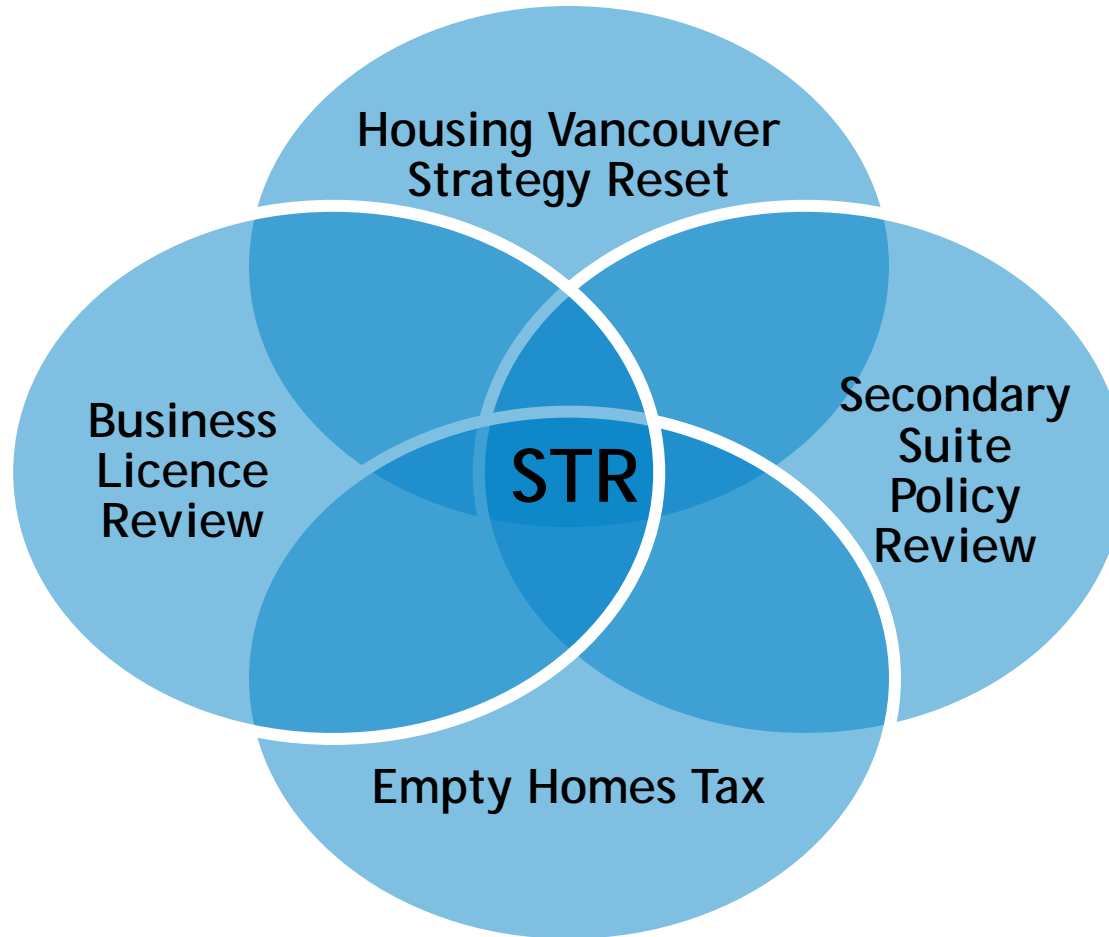 Housing Vancouver
Strategy Reset
Business
Licence
Review
STR
Secondary
Suite
Policy
Review
Empty Homes Tax